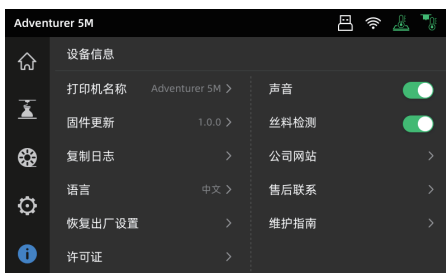 Adventurer 5M
设备信息
打印机名称 Adventurer 5M >
固件更新 1.0.0 >
复制日志 >
语言 中文 >
恢复出厂设置 >
许可证 >
声音
丝料检测
公司网站 >
售后联系 >
维护指南 >